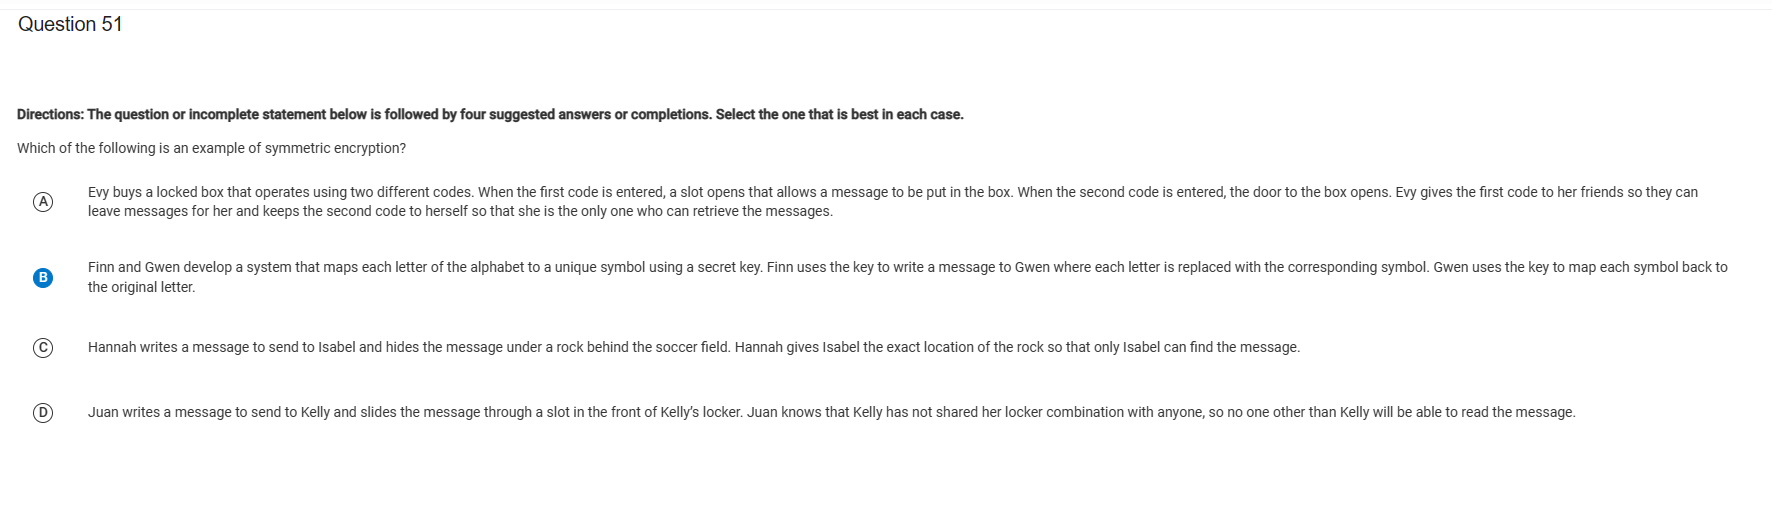 Question 51
Directions: The question or incomplete statement below is followed by four suggested answers or completions. Select the one that is best in each case.
Which of the following is an example of symmetric encryption?
A Evy buys a locked box that operates using two different codes. When the first code is entered, a slot opens that allows a message to be put in the box. When the second code is entered, the door to the box opens. Evy gives the first code to her friends so they can
leave messages for her and keeps the second code to herself so that she is the only one who can retrieve the messages.
B Finn and Gwen develop a system that maps each letter of the alphabet to a unique symbol using a secret key. Finn uses the key to write a message to Gwen where each letter is replaced with the corresponding symbol. Gwen uses the key to map each symbol back to
the original letter.
C Hannah writes a message to send to Isabel and hides the message under a rock behind the soccer field. Hannah gives Isabel the exact location of the rock so that only Isabel can find the message.
D Juan writes a message to send to Kelly and slides the message through a slot in the front of Kelly's locker. Juan knows that Kelly has not shared her locker combination with anyone, so no one other than Kelly will be able to read the message.